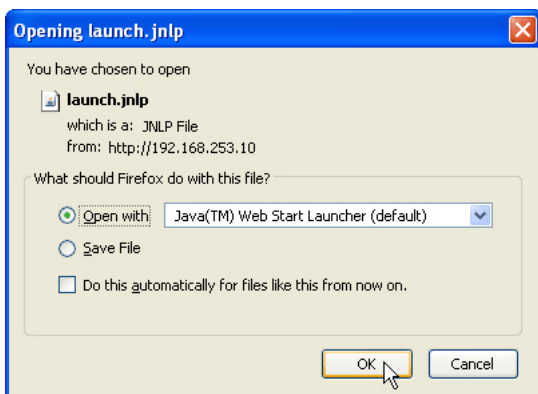 Opening launch.jnlp
You have chosen to open
launch.jnlp
which is a: JNLP File
from: http://192.168.253.10
What should Firefox do with this file?
Open with Java(TM) Web Start Launcher (default)
Save File
Do this automatically for files like this from now on.
OK Cancel